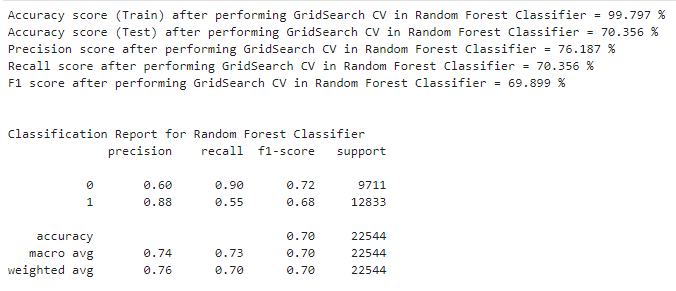 Accuracy score (Train) after performing GridSearch CV in Random Forest Classifier = 99.797 %
Accuracy score (Test) after performing GridSearch CV in Random Forest Classifier = 70.356 %
Precision score after performing GridSearch CV in Random Forest Classifier = 76.187 %
Recall score after performing GridSearch CV in Random Forest Classifier = 70.356 %
F1 score after performing GridSearch CV in Random Forest Classifier = 69.899 %
Classification Report for Random Forest Classifier
precision recall f1-score support
0 0.60 0.90 0.72 9711
1 0.88 0.55 0.68 12833
accuracy 0.70 22544
macro avg 0.74 0.73 0.70 22544
weighted avg 0.76 0.70 0.70 22544